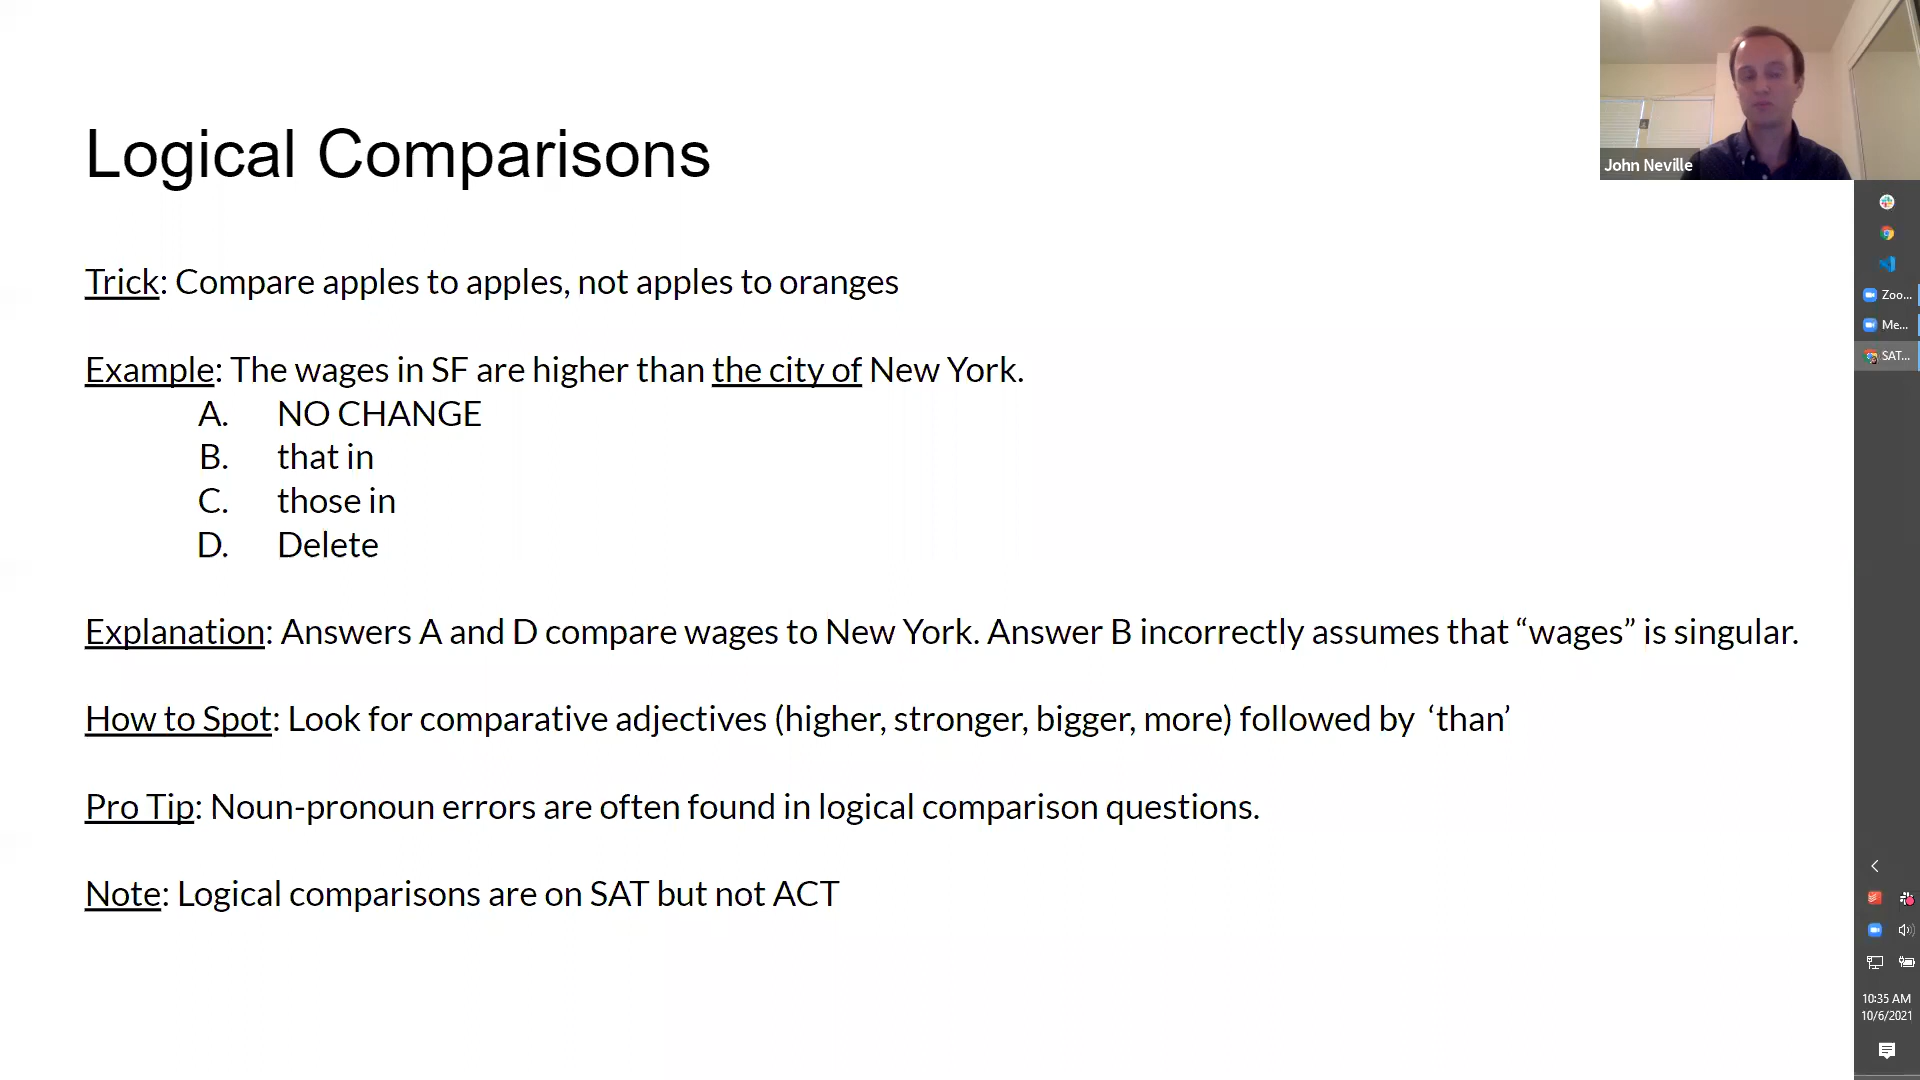 Logical Comparisons
John Neville
Trick: Compare apples to apples, not apples to oranges
Example: The wages in SF are higher than the city of New York.
A. NO CHANGE
B. that in
C. those in
D. Delete
Explanation: Answers A and D compare wages to New York. Answer B incorrectly assumes that “wages” is singular.
How to Spot: Look for comparative adjectives (higher, stronger, bigger, more) followed by ‘than’
Pro Tip: Noun-pronoun errors are often found in logical comparison questions.
Note: Logical comparisons are on SAT but not ACT
Zoo...
Me...
SAT...
10:35 AM
10/6/2021